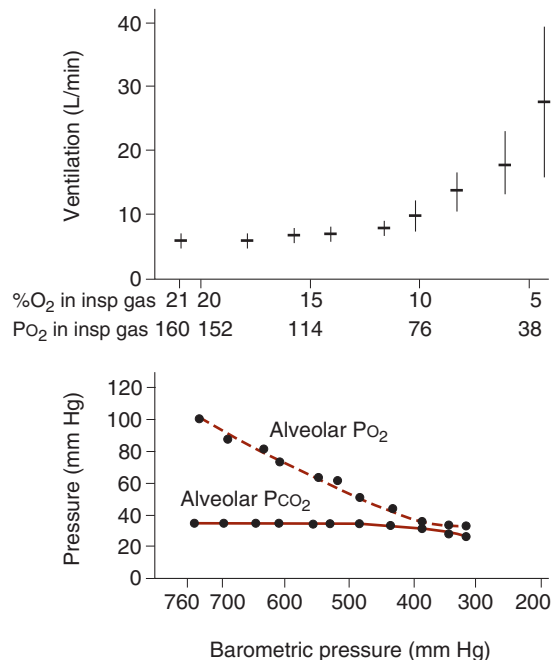 Ventilation (L/min)
40
30
20
10
0
%O₂ in insp gas 21 20 15 10 5
PO₂ in insp gas 160 152 114 76 38
Pressure (mm Hg)
120
100
80
60
40
20
0
Alveolar PO₂
Alveolar PCO₂
760 700 600 500 400 300 200
Barometric pressure (mm Hg)